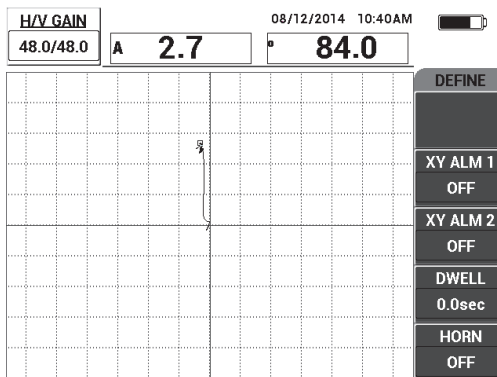 H/V GAIN
48.0/48.0
08/12/2014 10:40AM
A 2.7
° 84.0
DEFINE
XY ALM 1
OFF
XY ALM 2
OFF
DWELL
0.0sec
HORN
OFF